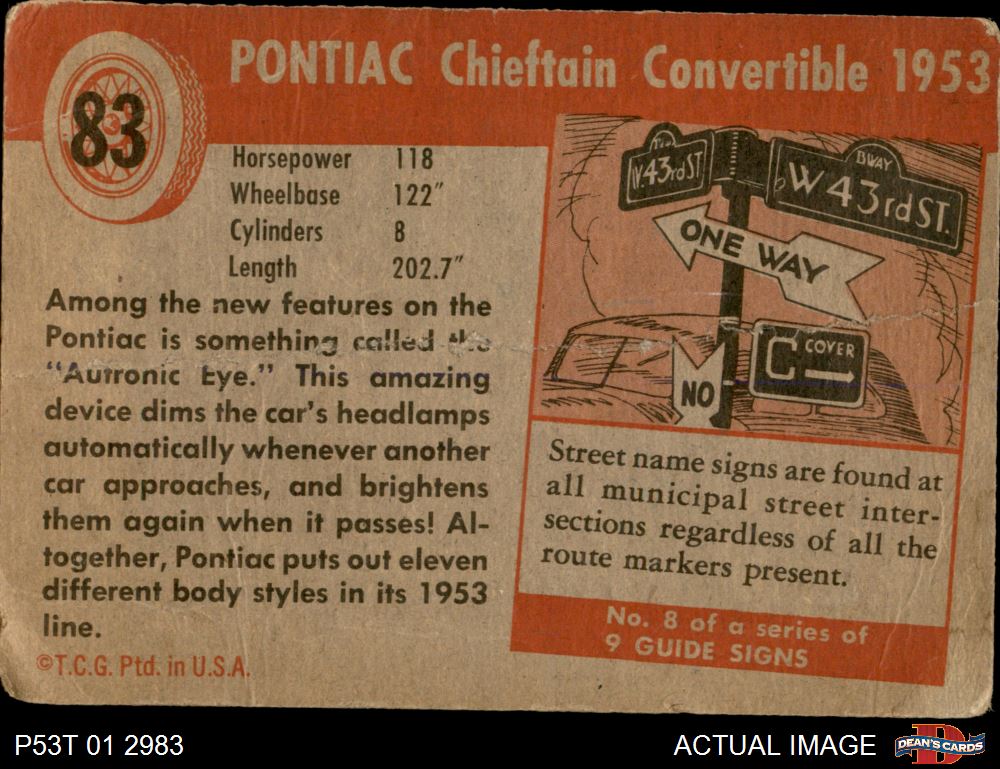 83
PONTIAC Chieftain Convertible 1953
Horsepower 118
Wheelbase 122"
Cylinders 8
Length 202.7"
Among the new features on the
Pontiac is something called the
"Autronic Eye." This amazing
device dims the car's headlamps
automatically whenever another
car approaches, and brightens
them again when it passes! Al-
together, Pontiac puts out eleven
different body styles in its 1953
line.
©T.C.G. Ptd. in U.S.A.
W.43rd ST
BWAY
W 43rd ST.
ONE WAY
NO
C COVER
Street name signs are found at
all municipal street inter-
sections regardless of all the
route markers present.
No. 8 of a series of
9 GUIDE SIGNS
P53T 01 2983
ACTUAL IMAGE
D
DEAN'S CARDS